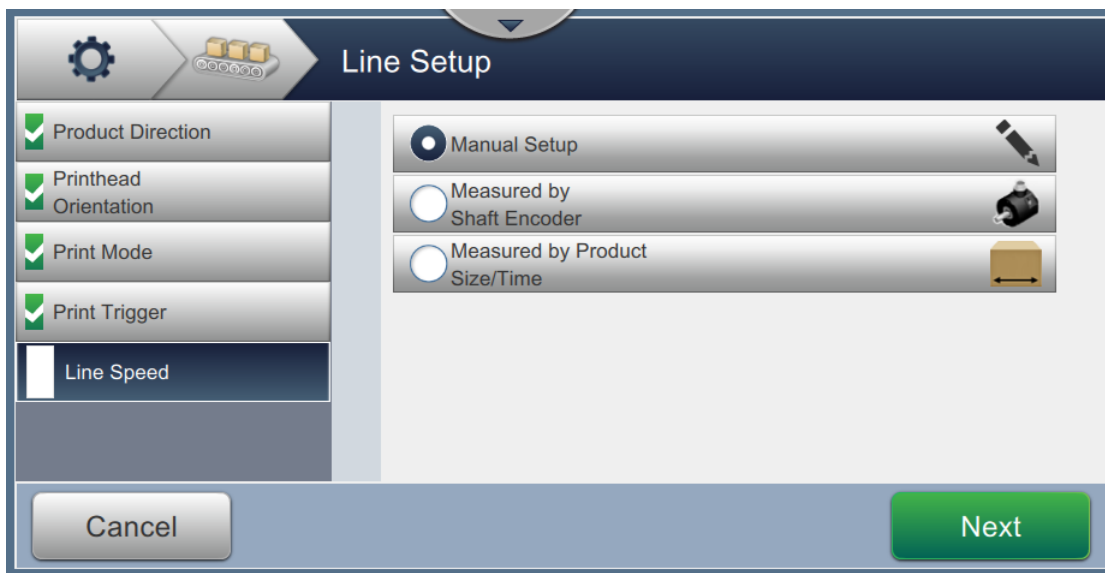 Line Setup
Product Direction
Printhead
Orientation
Print Mode
Print Trigger
Line Speed
Manual Setup
Measured by
Shaft Encoder
Measured by Product
Size/Time
Cancel
Next